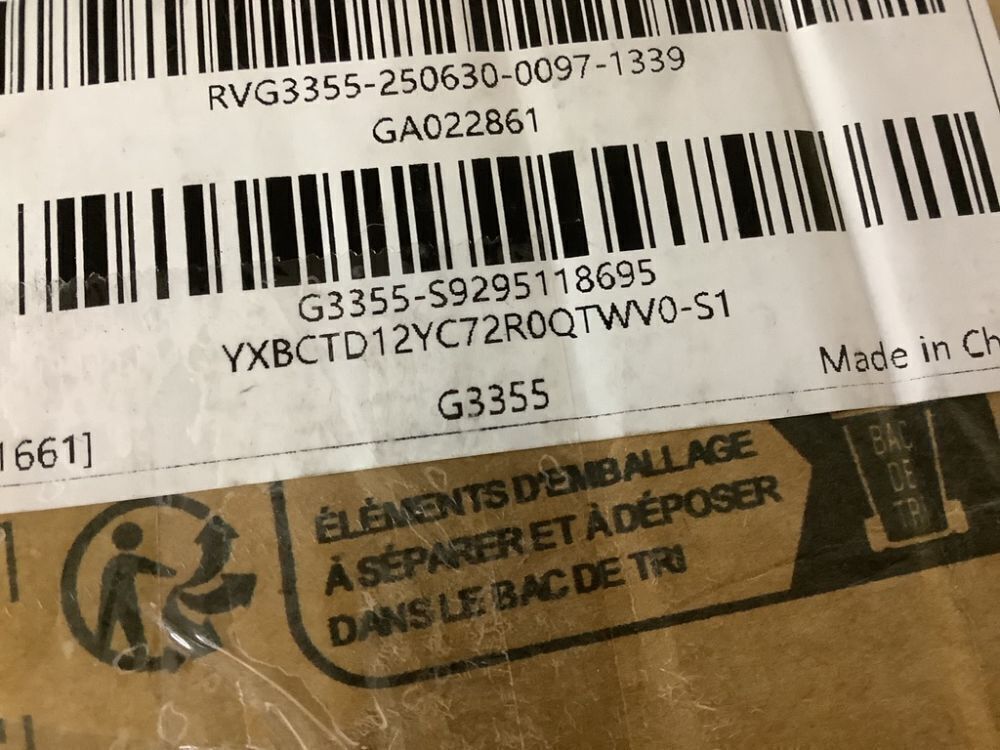 RVG3355-250630-0097-1339
GA022861
G3355-S9295118695
YXBCTD12YC72R0QTWV0-S1
Made in Ch
G3355
1661]
ÉLÉMENTS D'EMBALLAGE
À SÉPARER ET À DÉPOSER
DANS LE BAC DE TRI
BAC
DE
TRI